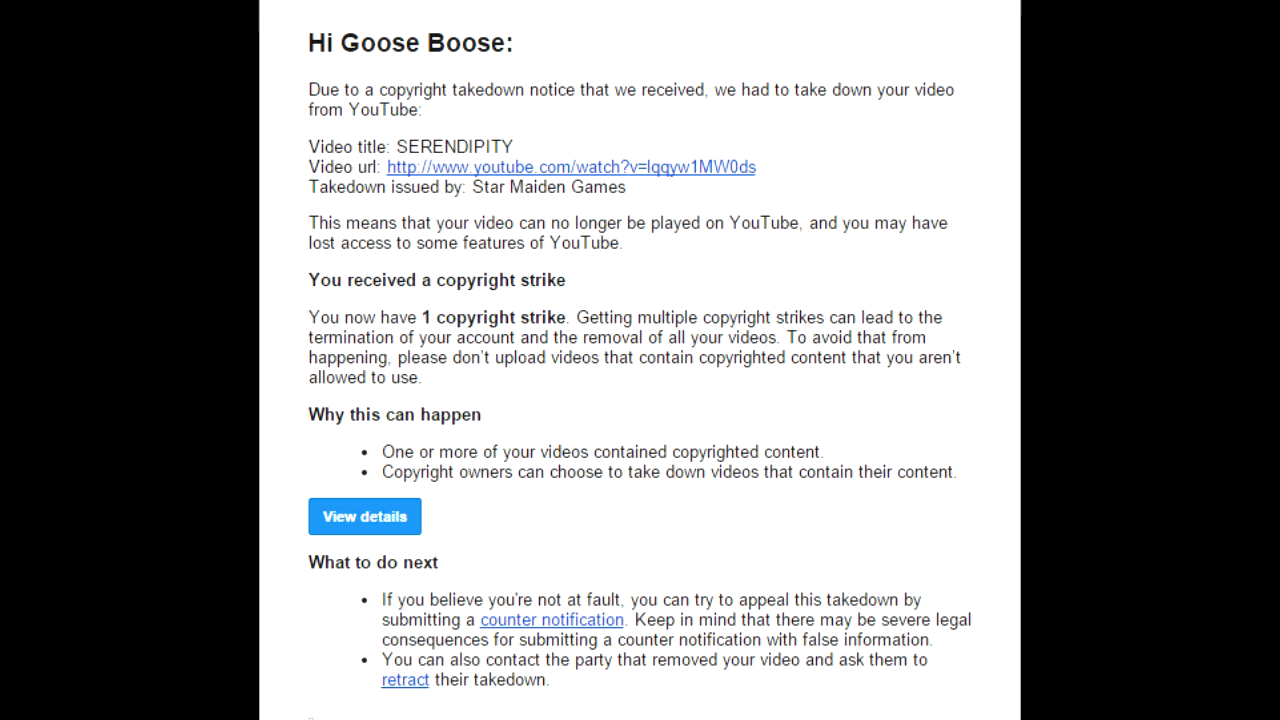 Hi Goose Boose:
Due to a copyright takedown notice that we received, we had to take down your video
from YouTube:
Video title: SERENDIPITY
Video url: http://www.youtube.com/watch?v=lqqyw1MW0ds
Takedown issued by: Star Maiden Games
This means that your video can no longer be played on YouTube, and you may have
lost access to some features of YouTube.
You received a copyright strike
You now have 1 copyright strike. Getting multiple copyright strikes can lead to the
termination of your account and the removal of all your videos. To avoid that from
happening, please don't upload videos that contain copyrighted content that you aren't
allowed to use.
Why this can happen
• One or more of your videos contained copyrighted content.
• Copyright owners can choose to take down videos that contain their content.
View details
What to do next
• If you believe you're not at fault, you can try to appeal this takedown by
submitting a counter notification. Keep in mind that there may be severe legal
consequences for submitting a counter notification with false information.
• You can also contact the party that removed your video and ask them to
retract their takedown.